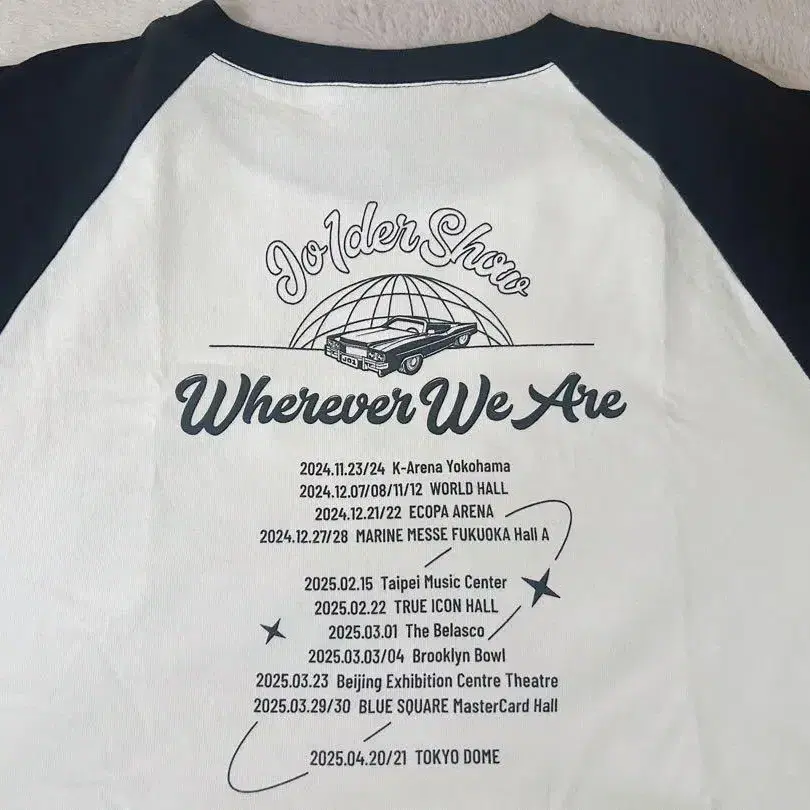 Jo1der Show
JO1
Wherever We Are
2024.11.23/24 K-Arena Yokohama
2024.12.07/08/11/12 WORLD HALL
2024.12.21/22 ECOPA ARENA
2024.12.27/28 MARINE MESSE FUKUOKA Hall A
2025.02.15 Taipei Music Center
2025.02.22 TRUE ICON HALL
2025.03.01 The Belasco
2025.03.03/04 Brooklyn Bowl
2025.03.23 Beijing Exhibition Centre Theatre
2025.03.29/30 BLUE SQUARE MasterCard Hall
2025.04.20/21 TOKYO DOME